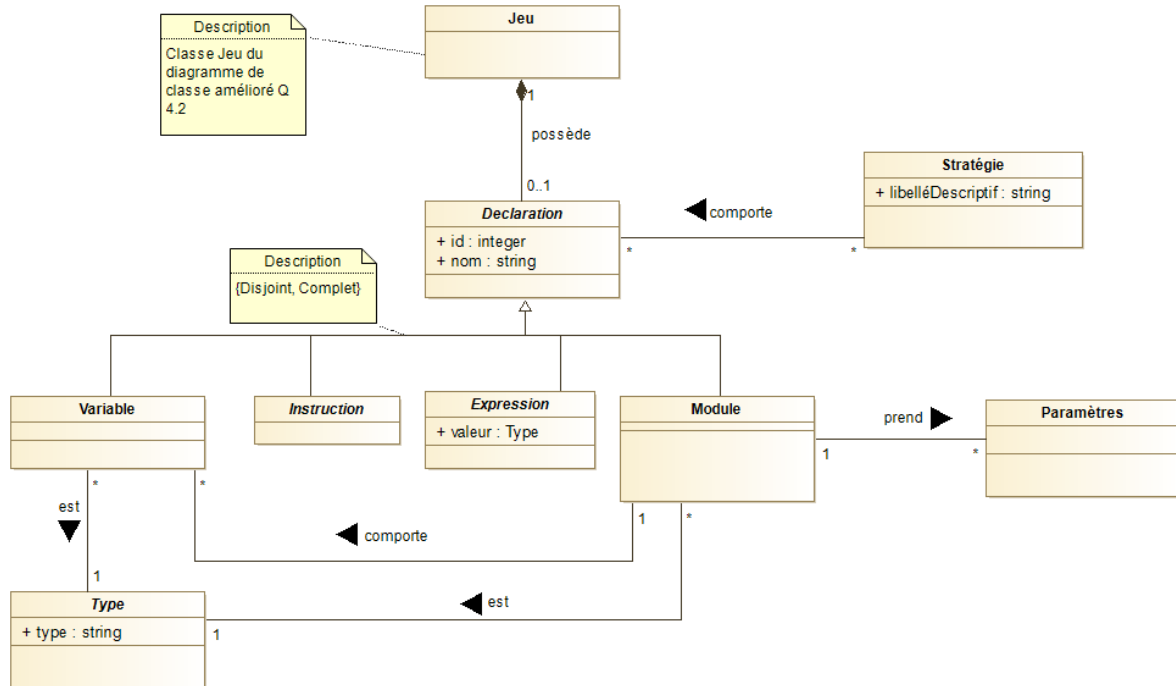 Description
Classe Jeu du
diagramme de
classe amélioré Q
4.2
Jeu
1
possède
0..1
Stratégie
+ libelléDescriptif : string
comporte
*
*
Declaration
+ id : integer
+ nom : string
Description
{Disjoint, Complet}
Variable
Instruction
Expression
+ valeur : Type
Module
prend
Paramètres
1
*
*
*
est
1
*
comporte
1
Type
+ type : string
1
est